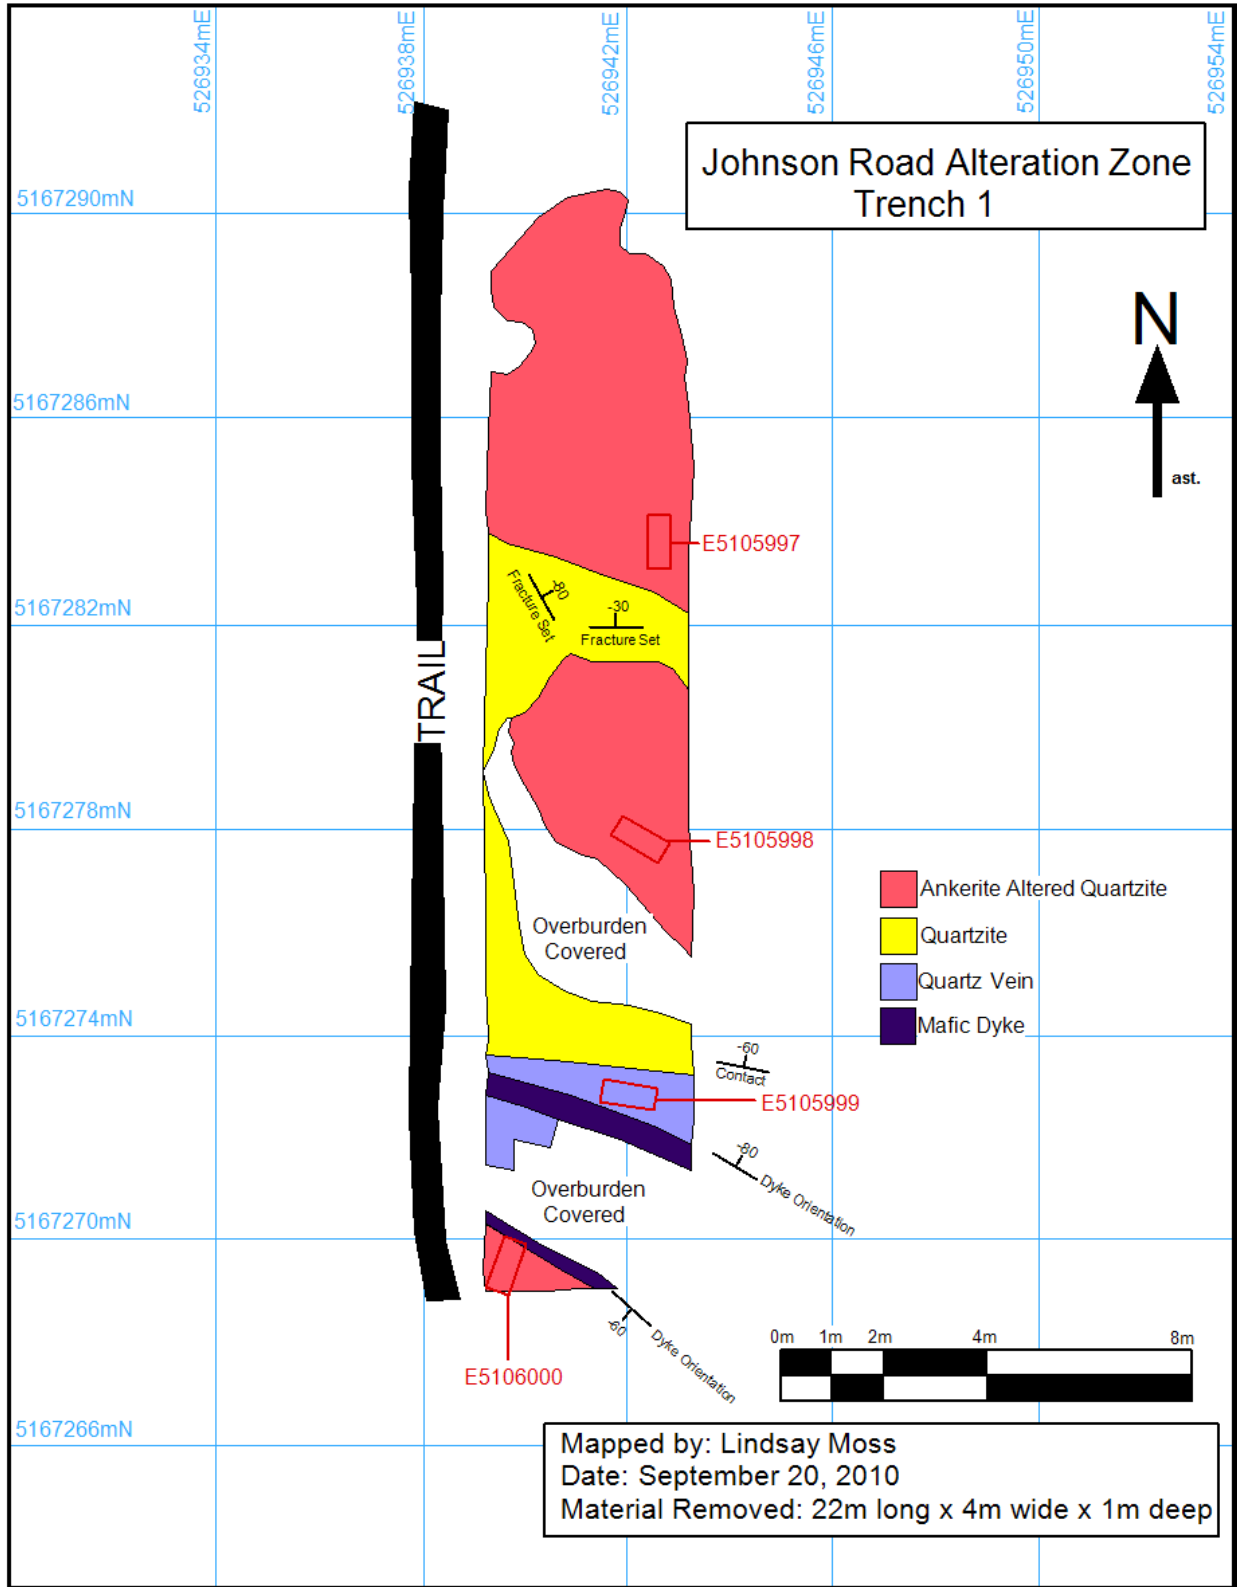 526934mE
526938mE
526942mE
526946mE
526950mE
526954mE
Johnson Road Alteration Zone
Trench 1
5167290mN
N
ast.
5167286mN
E5105997
-80
Fracture Set
-30
Fracture Set
5167282mN
TRAIL
5167278mN
E5105998
Ankerite Altered Quartzite
Quartzite
Quartz Vein
Mafic Dyke
Overburden
Covered
5167274mN
-60
Contact
E5105999
-80
Dyke Orientation
Overburden
Covered
5167270mN
-60
Dyke Orientation
E5106000
0m 1m 2m 4m 8m
5167266mN
Mapped by: Lindsay Moss
Date: September 20, 2010
Material Removed: 22m long x 4m wide x 1m deep